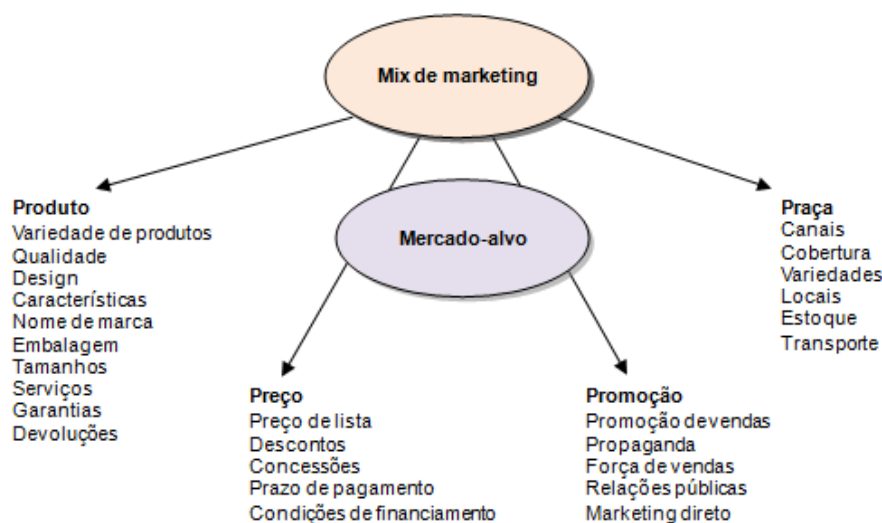 Mix de marketing
Mercado-alvo
Produto
Variedade de produtos
Qualidade
Design
Características
Nome de marca
Embalagem
Tamanhos
Serviços
Garantias
Devoluções
Preço
Preço de lista
Descontos
Concessões
Prazo de pagamento
Condições de financiamento
Promoção
Promoção de vendas
Propaganda
Força de vendas
Relações públicas
Marketing direto
Praça
Canais
Cobertura
Variedades
Locais
Estoque
Transporte